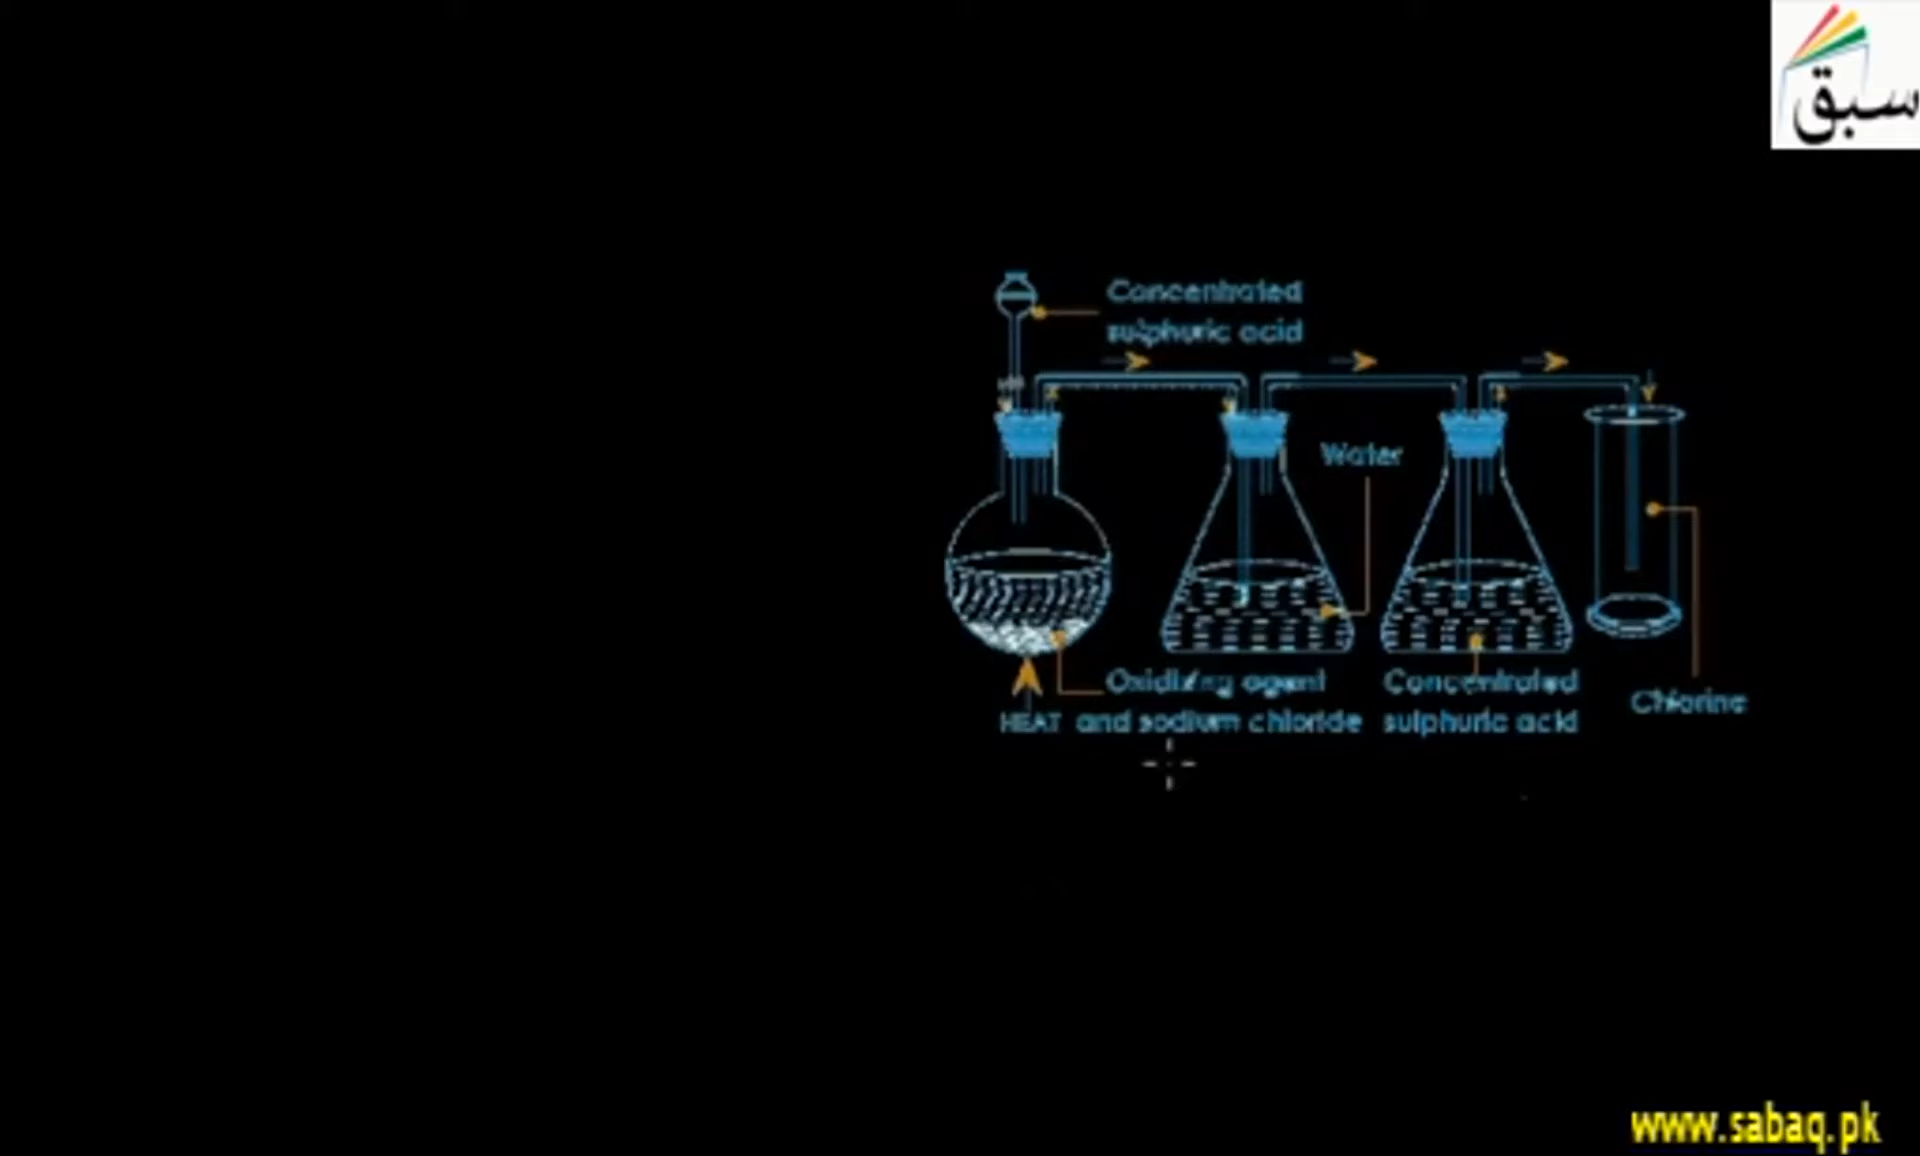 سبق
Concentrated
sulphuric acid
Water
Oxidizing agent
and sodium chloride
HEAT
Concentrated
sulphuric acid
Chlorine
www.sabaq.pk